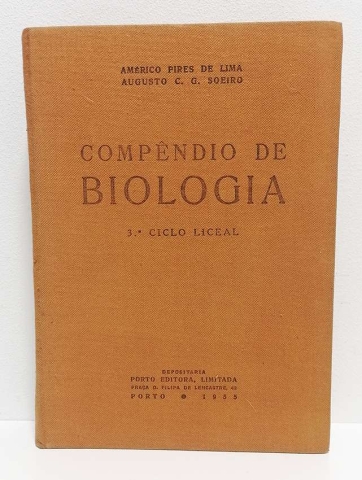 AMÉRICO PIRES DE LIMA
AUGUSTO C. G. SOEIRO
COMPÊNDIO DE
BIOLOGIA
3.º CICLO LICEAL
DEPOSITÁRIA
PORTO EDITORA, LIMITADA
PRAÇA D. FILIPA DE LENCASTRE, 42
PORTO ● 1955